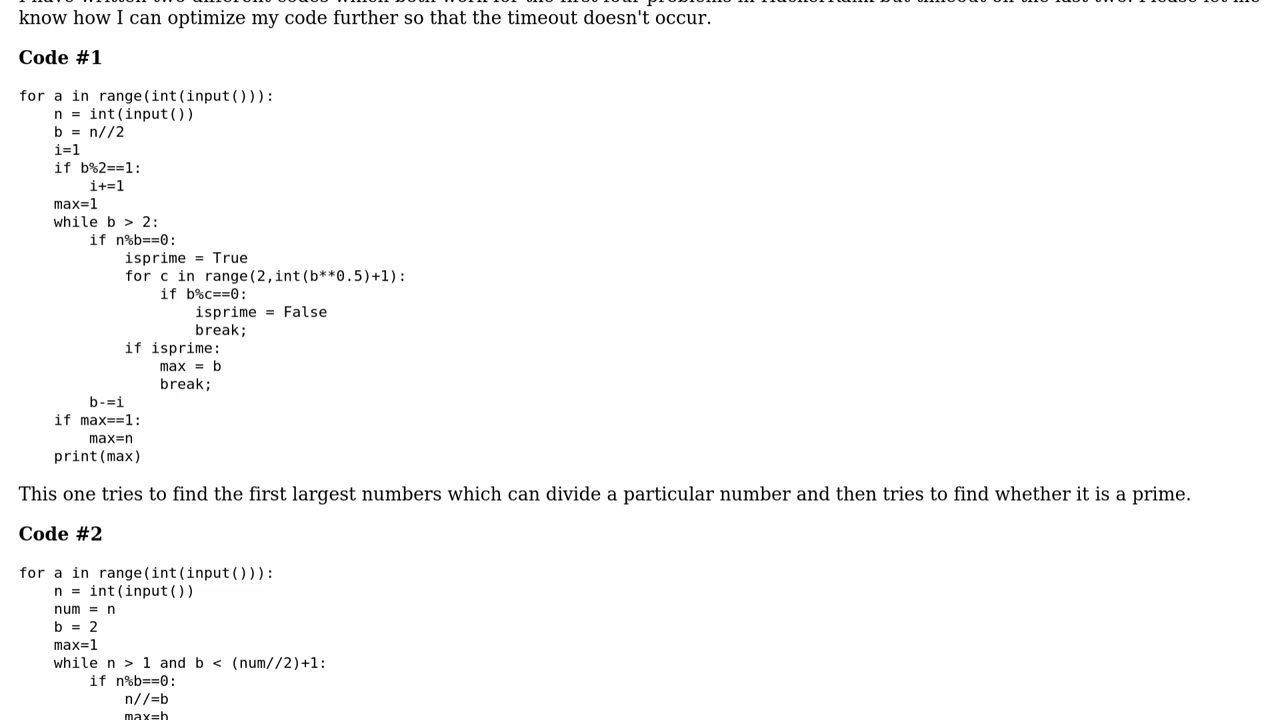 know how I can optimize my code further so that the timeout doesn't occur.
Code #1
for a in range(int(input())):
    n = int(input())
    b = n//2
    i=1
    if b%2==1:
        i+=1
    max=1
    while b > 2:
        if n%b==0:
            isprime = True
            for c in range(2,int(b**0.5)+1):
                if b%c==0:
                    isprime = False
                    break;
            if isprime:
                max = b
                break;
        b-=i
    if max==1:
        max=n
    print(max)
This one tries to find the first largest numbers which can divide a particular number and then tries to find whether it is a prime.
Code #2
for a in range(int(input())):
    n = int(input())
    num = n
    b = 2
    max=1
    while n > 1 and b < (num//2)+1:
        if n%b==0:
            n//=b
            max=b